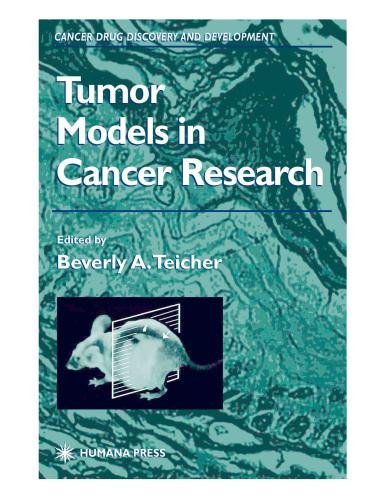 CANCER DRUG DISCOVERY AND DEVELOPMENT
Tumor
Models in
Cancer Research
Edited by
Beverly A. Teicher
HUMANA PRESS